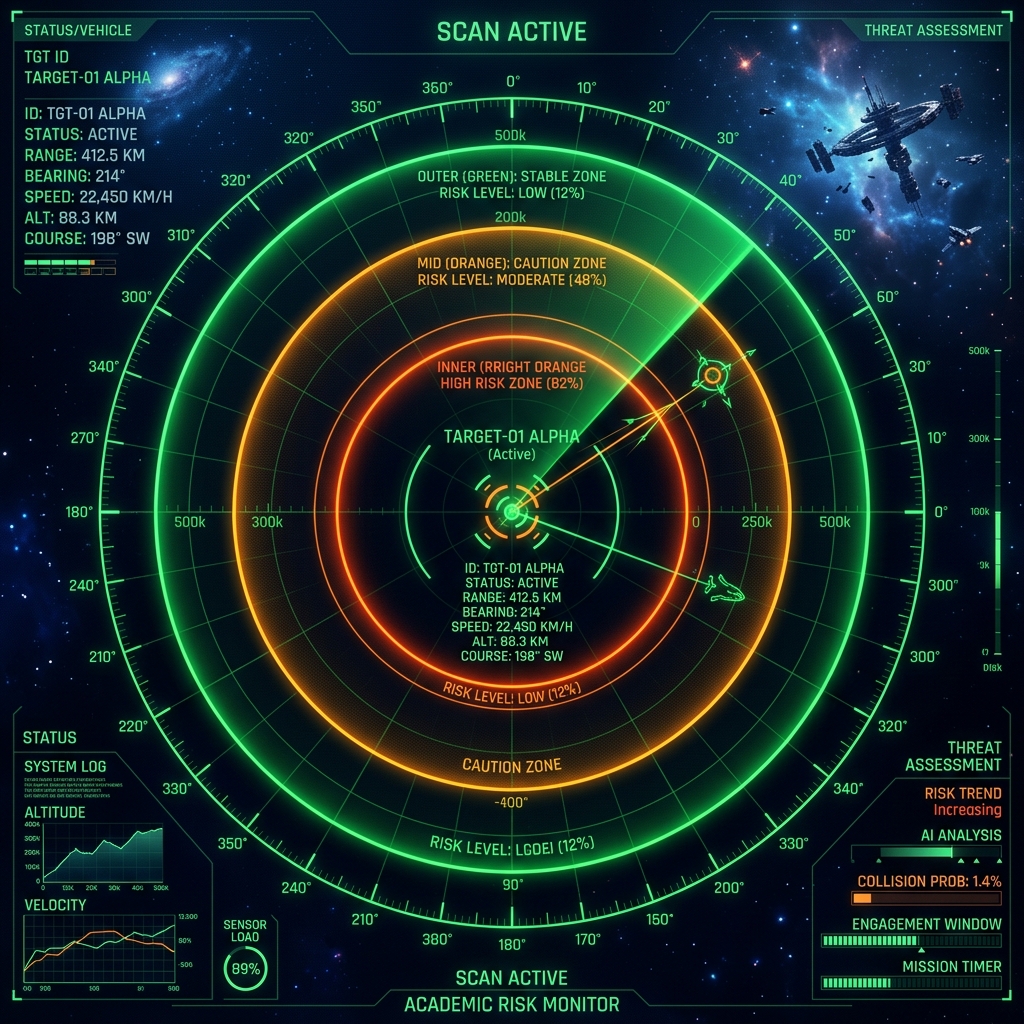 STATUS/VEHICLE
TGT ID
TARGET-01 ALPHA
ID: TGT-01 ALPHA
STATUS: ACTIVE
RANGE: 412.5 KM
BEARING: 214°
SPEED: 22,450 KM/H
ALT: 88.3 KM
COURSE: 198° SW
SCAN ACTIVE
THREAT ASSESSMENT
350°
360°
0°
10°
20°
30°
40°
50°
60°
30°
10°
0°
300°
300°
320°
340°
330°
200°
150°
170°
180°
380°
210°
240°
350°
330°
220°
210°
240°
180°
270°
340°
300°
310°
320°
320°
500k
OUTER (GREEN): STABLE ZONE
RISK LEVEL: LOW (12%)
200k
MID (ORANGE): CAUTION ZONE
RISK LEVEL: MODERATE (48%)
INNER (RRIGHT ORANGE
HIGH RISK ZONE (82%)
TARGET-01 ALPHA
(Active)
500k
300k
0
250k
500k
ID: TGT-01 ALPHA
STATUS: ACTIVE
RANGE: 412.5 KM
BEARING: 214°
SPEED: 22,450 KM/H
ALT: 88.3 KM
COURSE: 198° SW
RISK LEVEL: LOW (12%)
CAUTION ZONE
-400°
RISK LEVEL: LGDEI (12%)
90°
500k
300k
100k
STATUS
SYSTEM LOG
ALTITUDE
VELOCITY
SENSOR
LOAD
89%
THREAT
ASSESSMENT
RISK TREND
Increasing
AI ANALYSIS
COLLISION PROB: 1.4%
ENGAGEMENT WINDOW
MISSION TIMER
SCAN ACTIVE
ACADEMIC RISK MONITOR